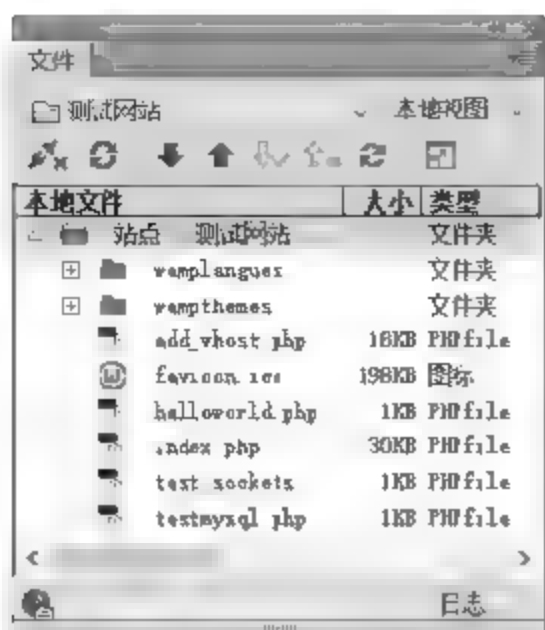 文件
测试网站 本地视图
本地文件 大小 类型
站点 测试网站 文件夹
wamplangues 文件夹
wampthemes 文件夹
add_vhost.php 16KB PHPfile
favicon.ico 198KB 图标
helloworld.php 1KB PHPfile
index.php 30KB PHPfile
test_sockets 1KB PHPfile
testmysql.php 1KB PHPfile
日志